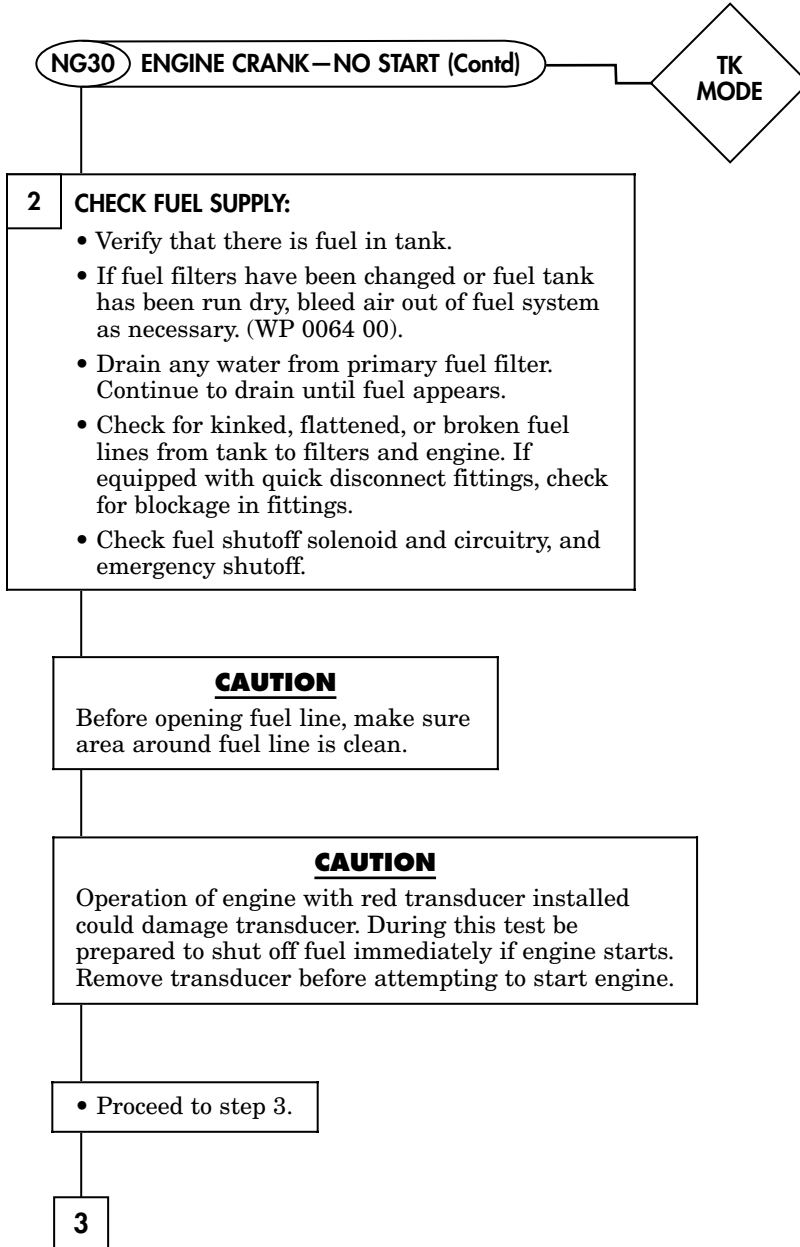 NG30 ENGINE CRANK—NO START (Contd)
TK
MODE
2 CHECK FUEL SUPPLY:
• Verify that there is fuel in tank.
• If fuel filters have been changed or fuel tank
has been run dry, bleed air out of fuel system
as necessary. (WP 0064 00).
• Drain any water from primary fuel filter.
Continue to drain until fuel appears.
• Check for kinked, flattened, or broken fuel
lines from tank to filters and engine. If
equipped with quick disconnect fittings, check
for blockage in fittings.
• Check fuel shutoff solenoid and circuitry, and
emergency shutoff.
CAUTION
Before opening fuel line, make sure
area around fuel line is clean.
CAUTION
Operation of engine with red transducer installed
could damage transducer. During this test be
prepared to shut off fuel immediately if engine starts.
Remove transducer before attempting to start engine.
• Proceed to step 3.
3